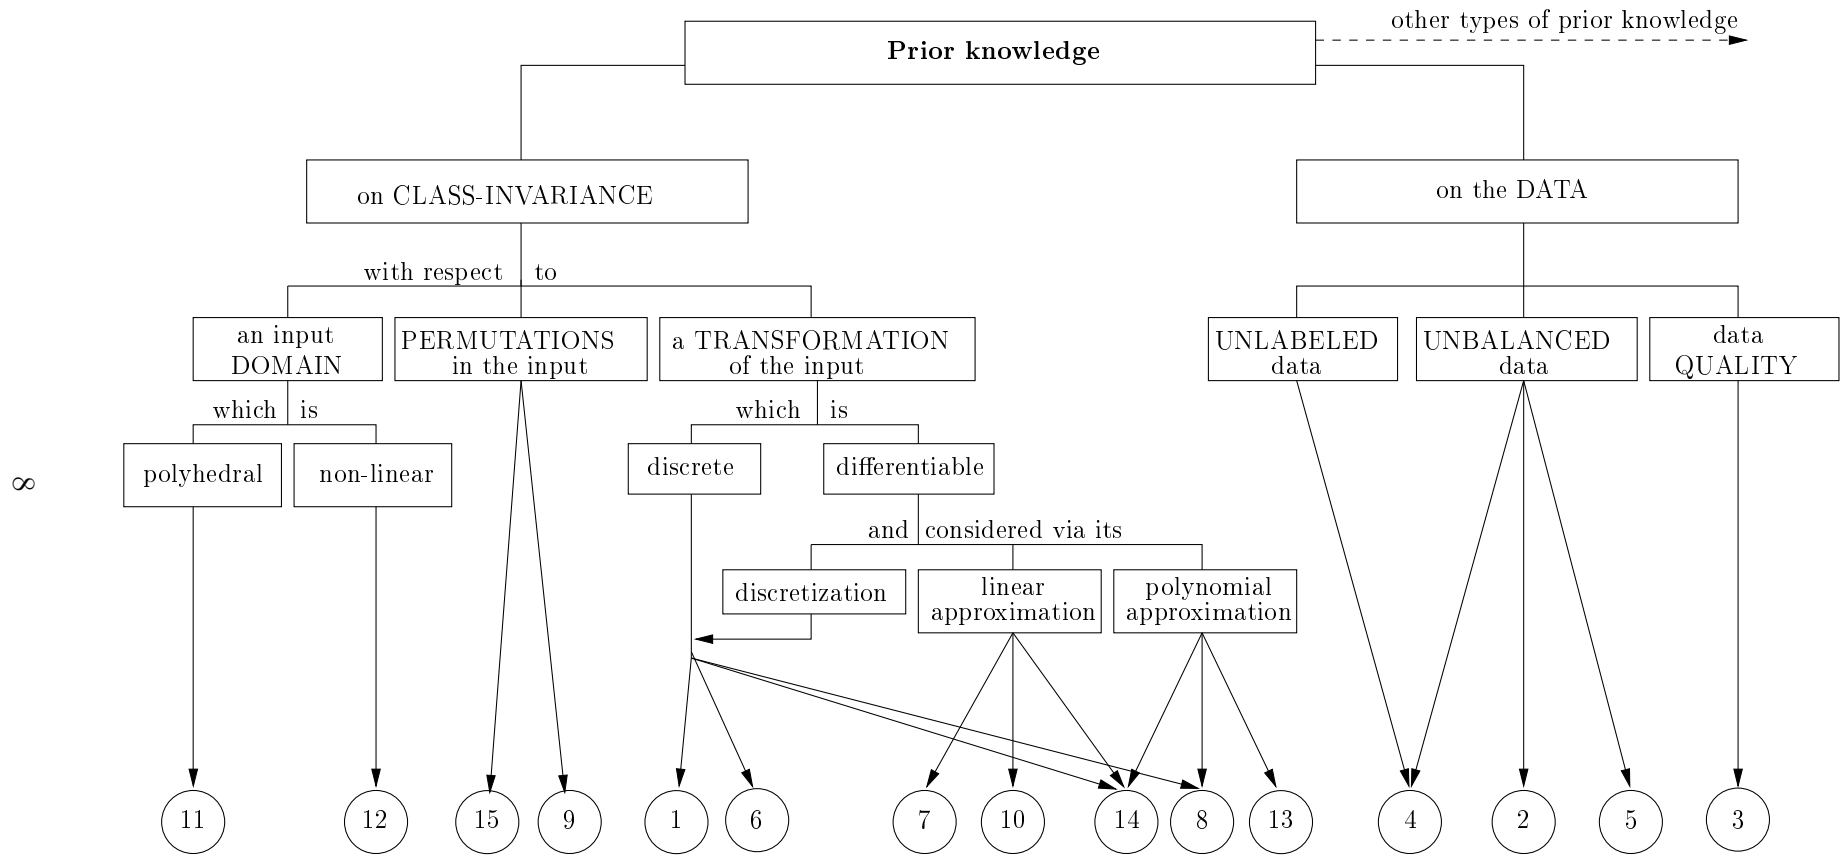 other types of prior knowledge
Prior knowledge
on CLASS-INVARIANCE
on the DATA
with respect to
an input
DOMAIN
PERMUTATIONS
in the input
a TRANSFORMATION
of the input
UNLABELED
data
UNBALANCED
data
data
QUALITY
which is
which is
polyhedral
non-linear
discrete
differentiable
∞
and considered via its
discretization
linear
approximation
polynomial
approximation
11
12
15
9
1
6
7
10
14
8
13
4
2
5
3